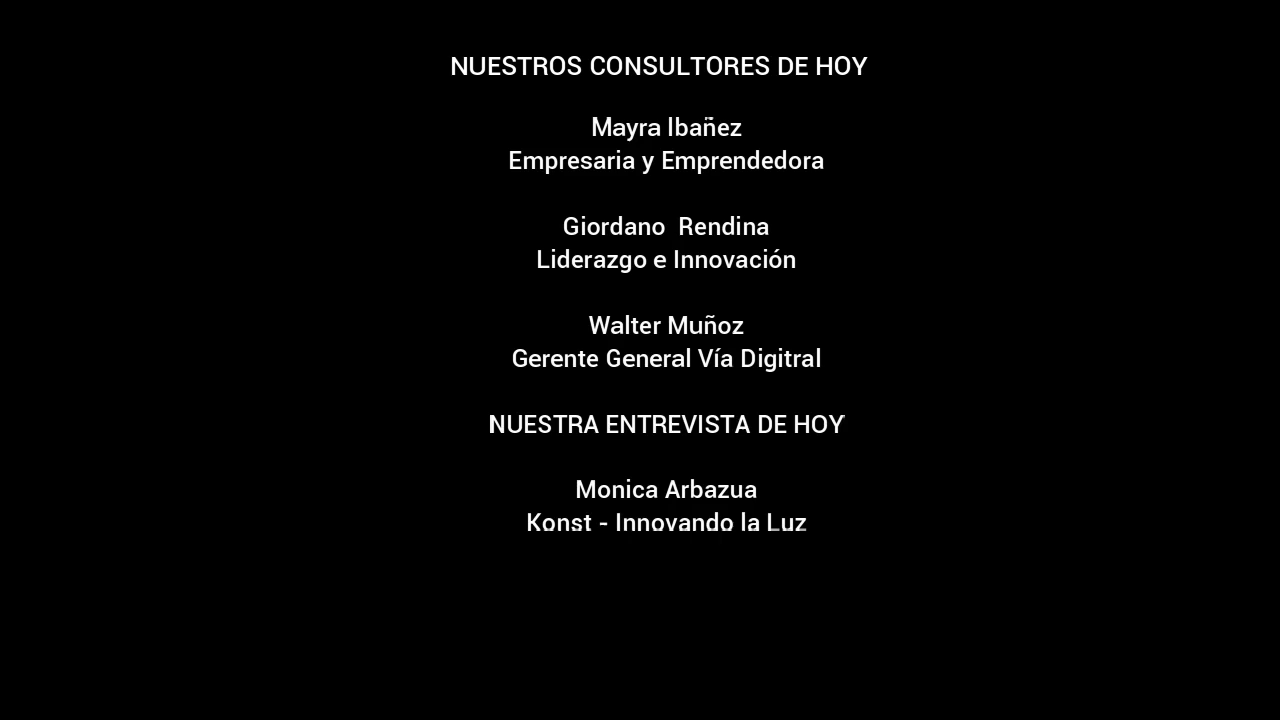 NUESTROS CONSULTORES DE HOY
Mayra Ibañez
Empresaria y Emprendedora
Giordano  Rendina
Liderazgo e Innovación
Walter Muñoz
Gerente General Vía Digitral
NUESTRA ENTREVISTA DE HOY
Monica Arbazua
Konst - Innovando la Luz